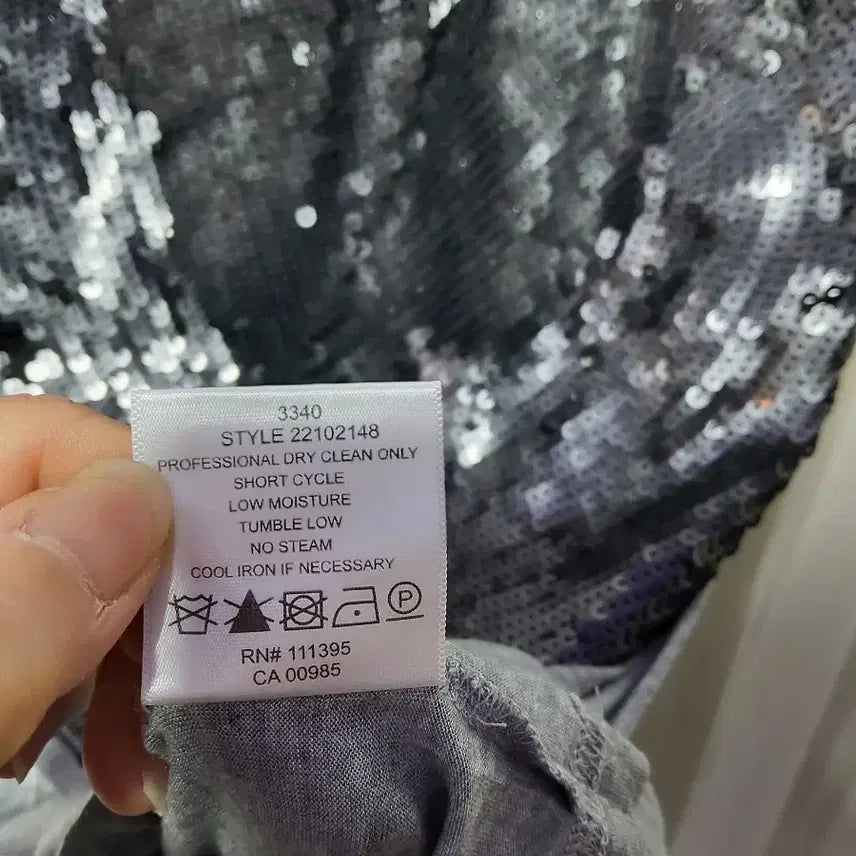 3340
STYLE 22102148
PROFESSIONAL DRY CLEAN ONLY
SHORT CYCLE
LOW MOISTURE
TUMBLE LOW
NO STEAM
COOL IRON IF NECESSARY
P
RN# 111395
CA 00985